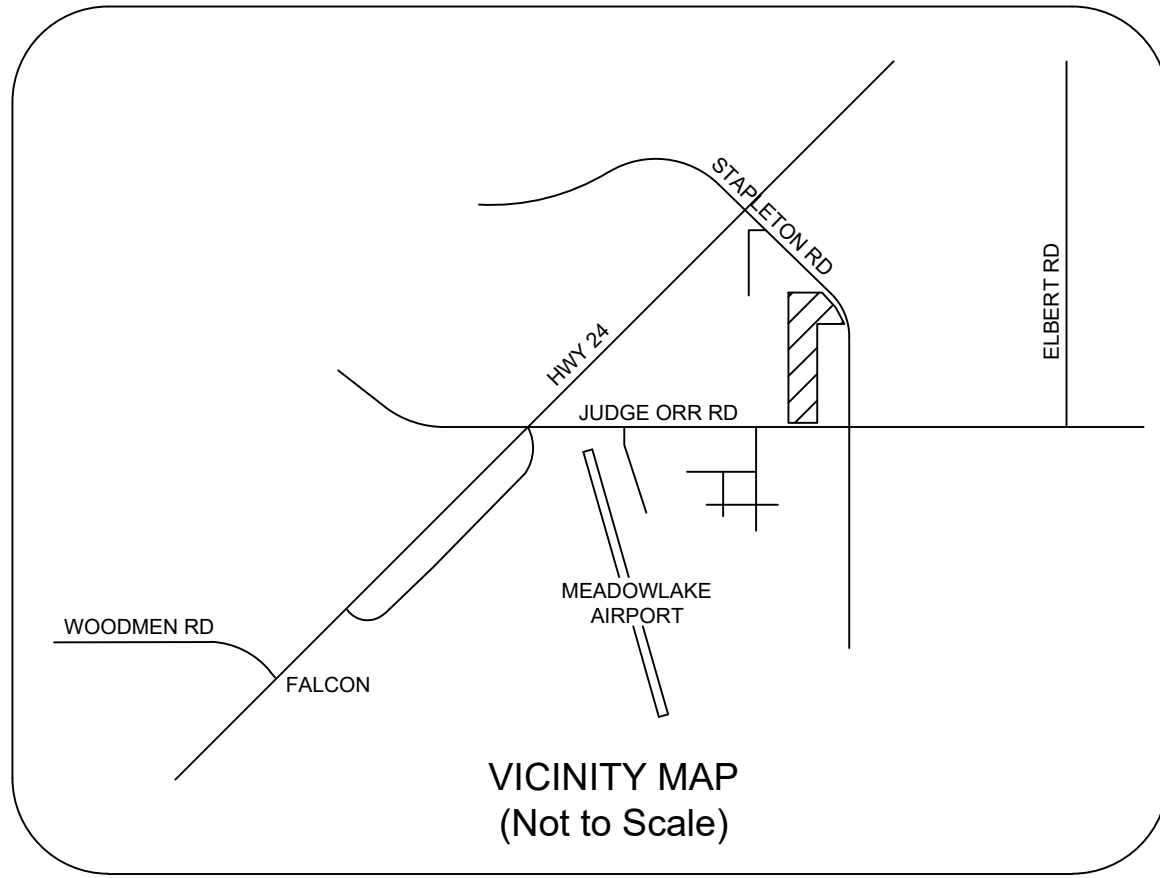 STAPLETON RD
ELBERT RD
HWY 24
JUDGE ORR RD
MEADOWLAKE
AIRPORT
WOODMEN RD
FALCON
VICINITY MAP
(Not to Scale)